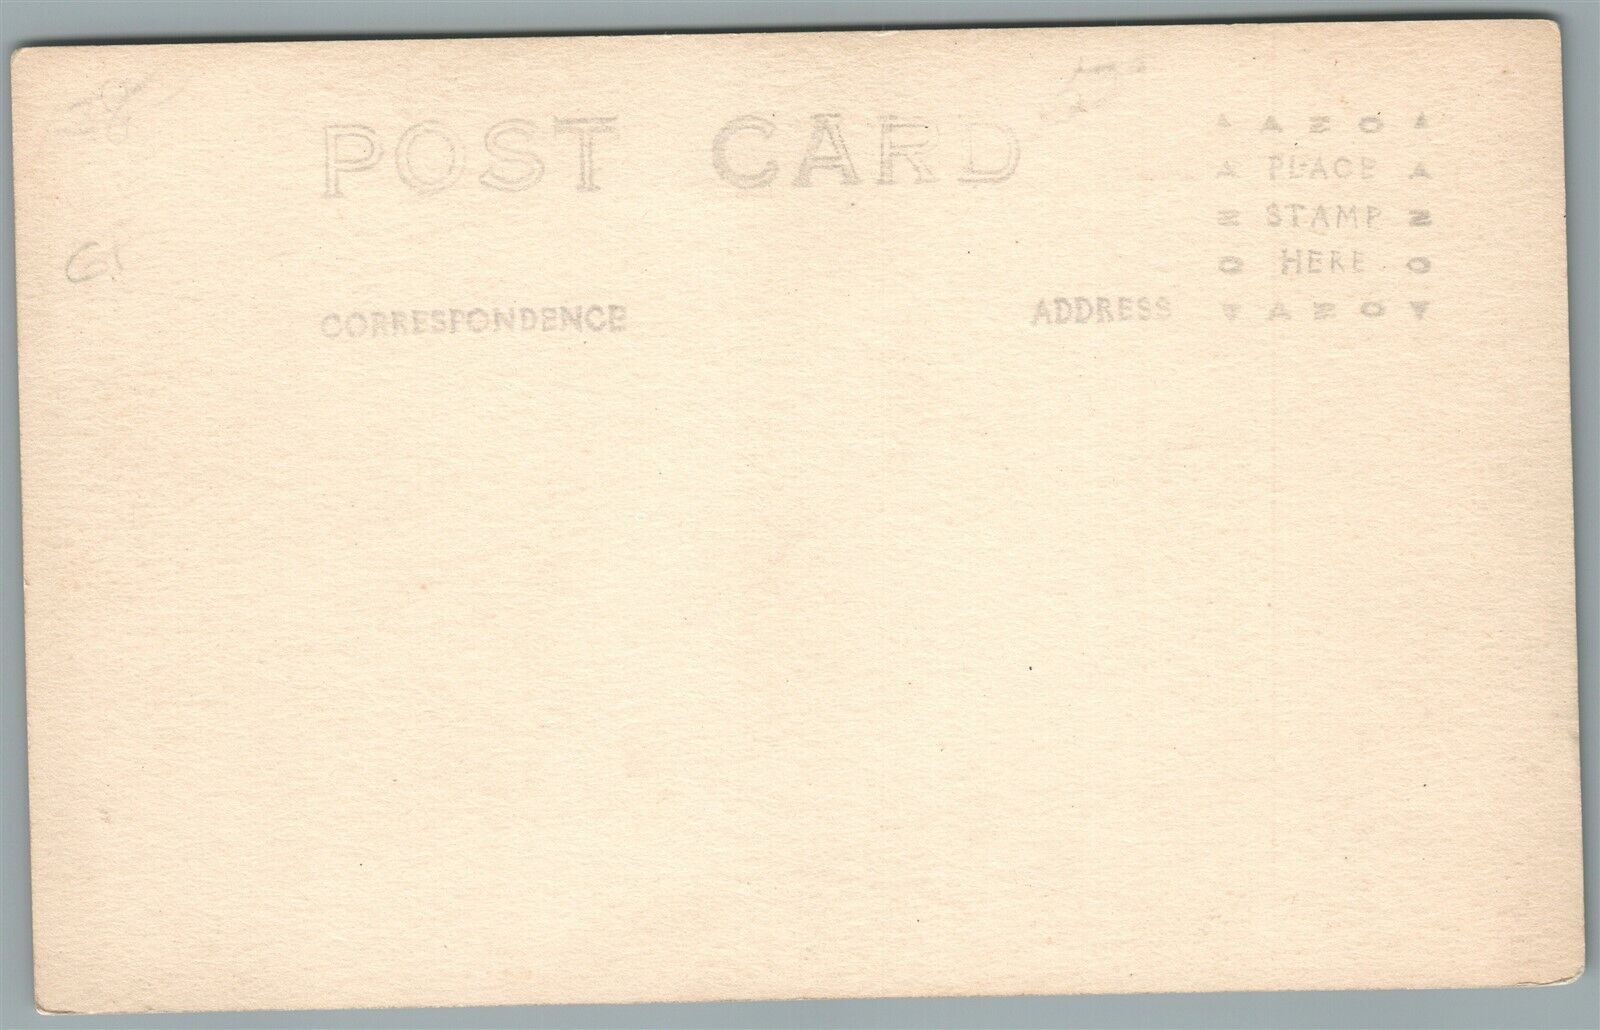 POST CARD
▲ A Z O ▲
A PLACE A
Z STAMP Z
O HERE O
▼ A Z O ▼
CORRESPONDENCE
ADDRESS